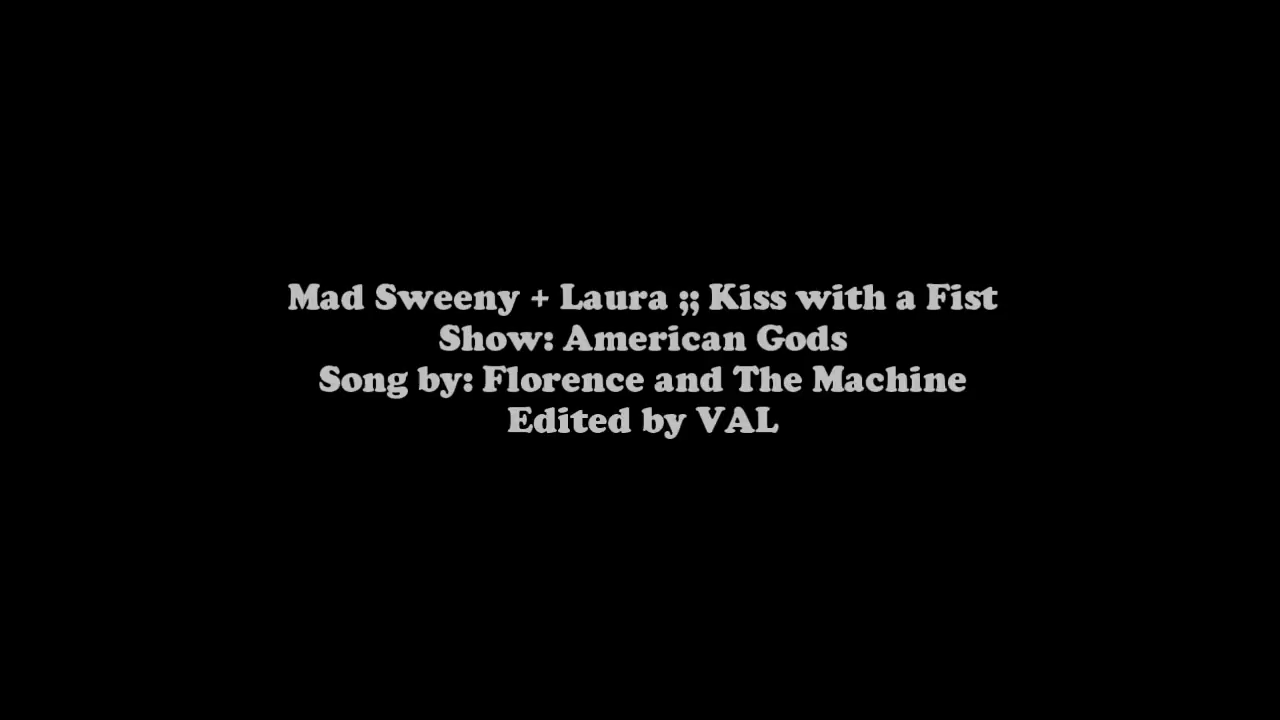 Mad Sweeny + Laura ;; Kiss with a Fist
Show: American Gods
Song by: Florence and The Machine
Edited by VAL